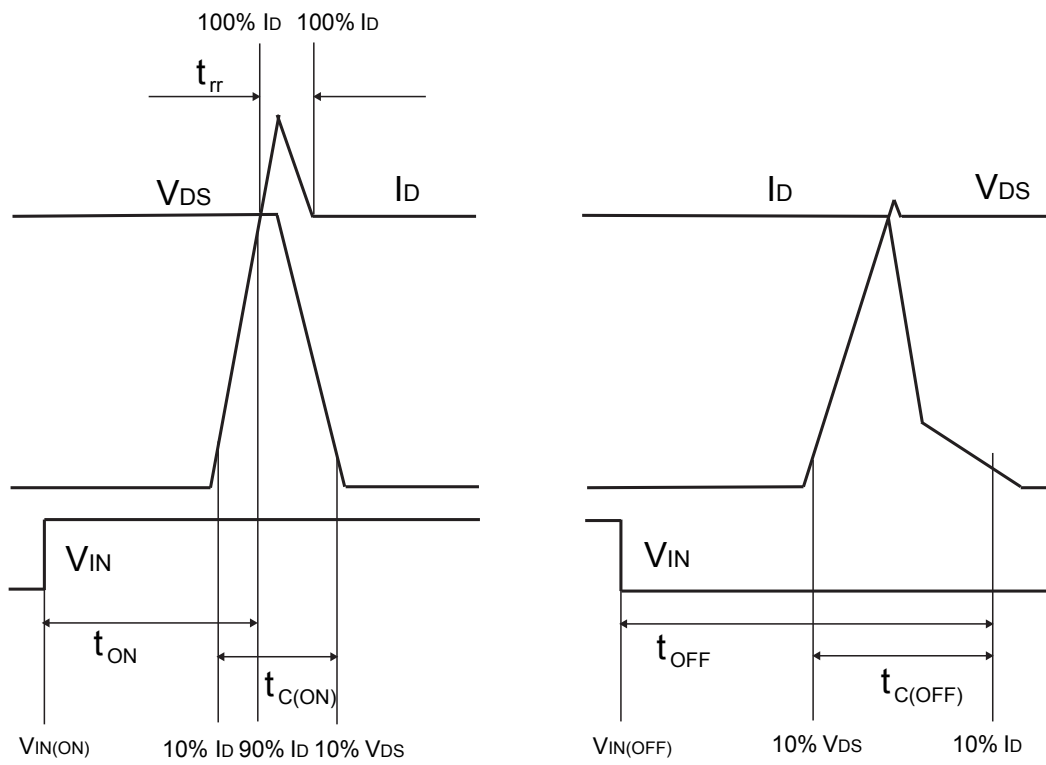 100% ID 100% ID
trr
VDS ID
VIN
tON
tC(ON)
VIN(ON) 10% ID 90% ID 10% VDS
ID VDS
VIN
tOFF
tC(OFF)
VIN(OFF) 10% VDS 10% ID